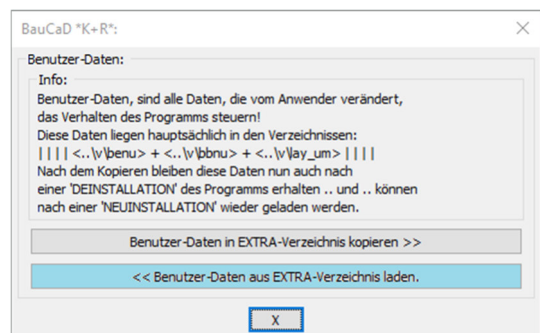 BauCaD *K+R*:
Benutzer-Daten:
Info:
Benutzer-Daten, sind alle Daten, die vom Anwender verändert,
das Verhalten des Programms steuern!
Diese Daten liegen hauptsächlich in den Verzeichnissen:
|||| <..\v\benu> + <..\v\bbnu> + <..\v\lay_um> ||||
Nach dem Kopieren bleiben diese Daten nun auch nach
einer 'DEINSTALLATION' des Programms erhalten .. und .. können
nach einer 'NEUINSTALLATION' wieder geladen werden.
Benutzer-Daten in EXTRA-Verzeichnis kopieren >>
<< Benutzer-Daten aus EXTRA-Verzeichnis laden.
X